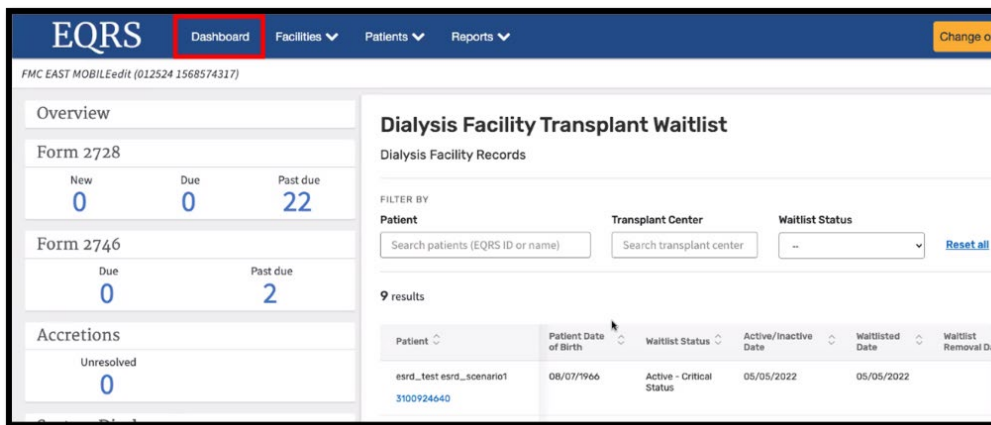 EQRS Dashboard Facilities Patients Reports Change o
FMC EAST MOBILEedit (012524 1568574317)
Overview
Form 2728
New Due Past due
0 0 22
Form 2746
Due Past due
0 2
Accretions
Unresolved
0
Dialysis Facility Transplant Waitlist
Dialysis Facility Records
FILTER BY
Patient Transplant Center Waitlist Status
Search patients (EQRS ID or name) Search transplant center -- Reset all
9 results
Patient Patient Date of Birth Waitlist Status Active/Inactive Date Waitlisted Date Waitlist Removal D
esrd_test esrd_scenario1 08/07/1966 Active - Critical Status 05/05/2022 05/05/2022
3100924640